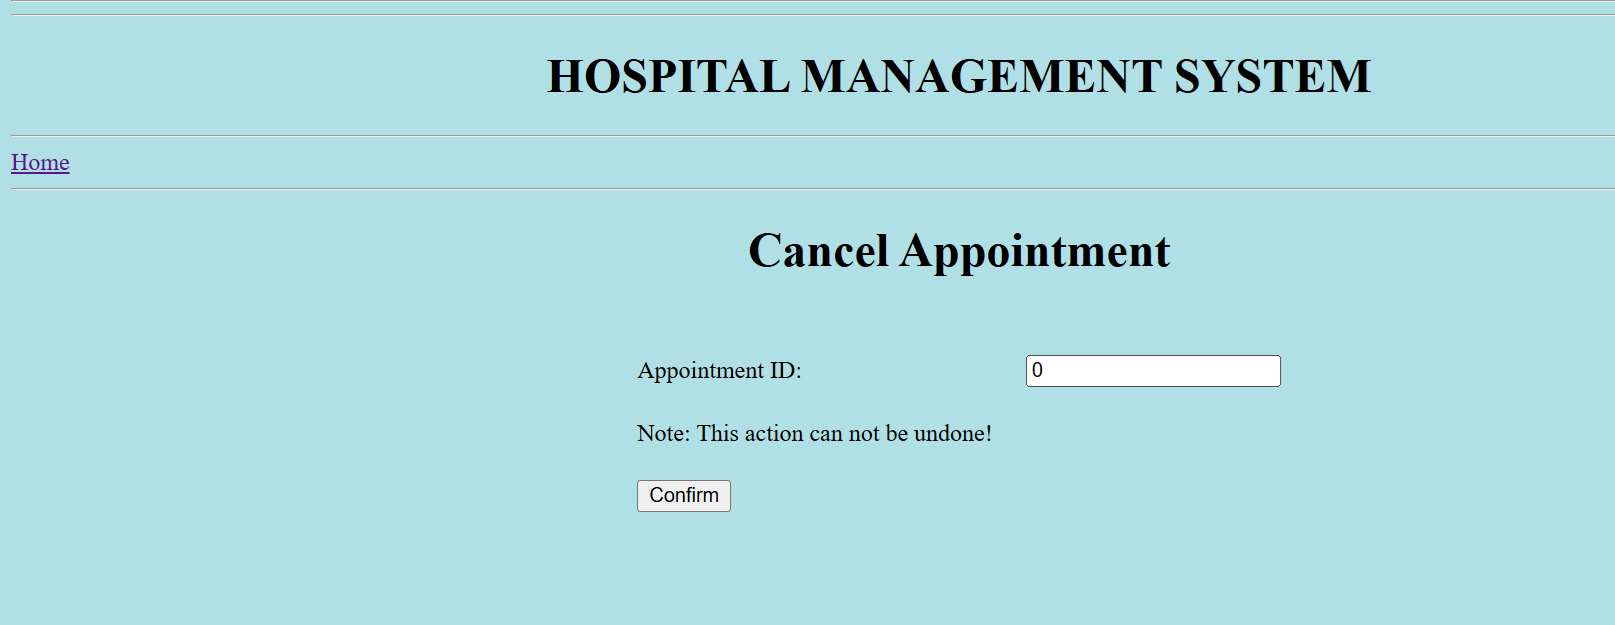 HOSPITAL MANAGEMENT SYSTEM
Home
Cancel Appointment
Appointment ID: 0
Note: This action can not be undone!
Confirm